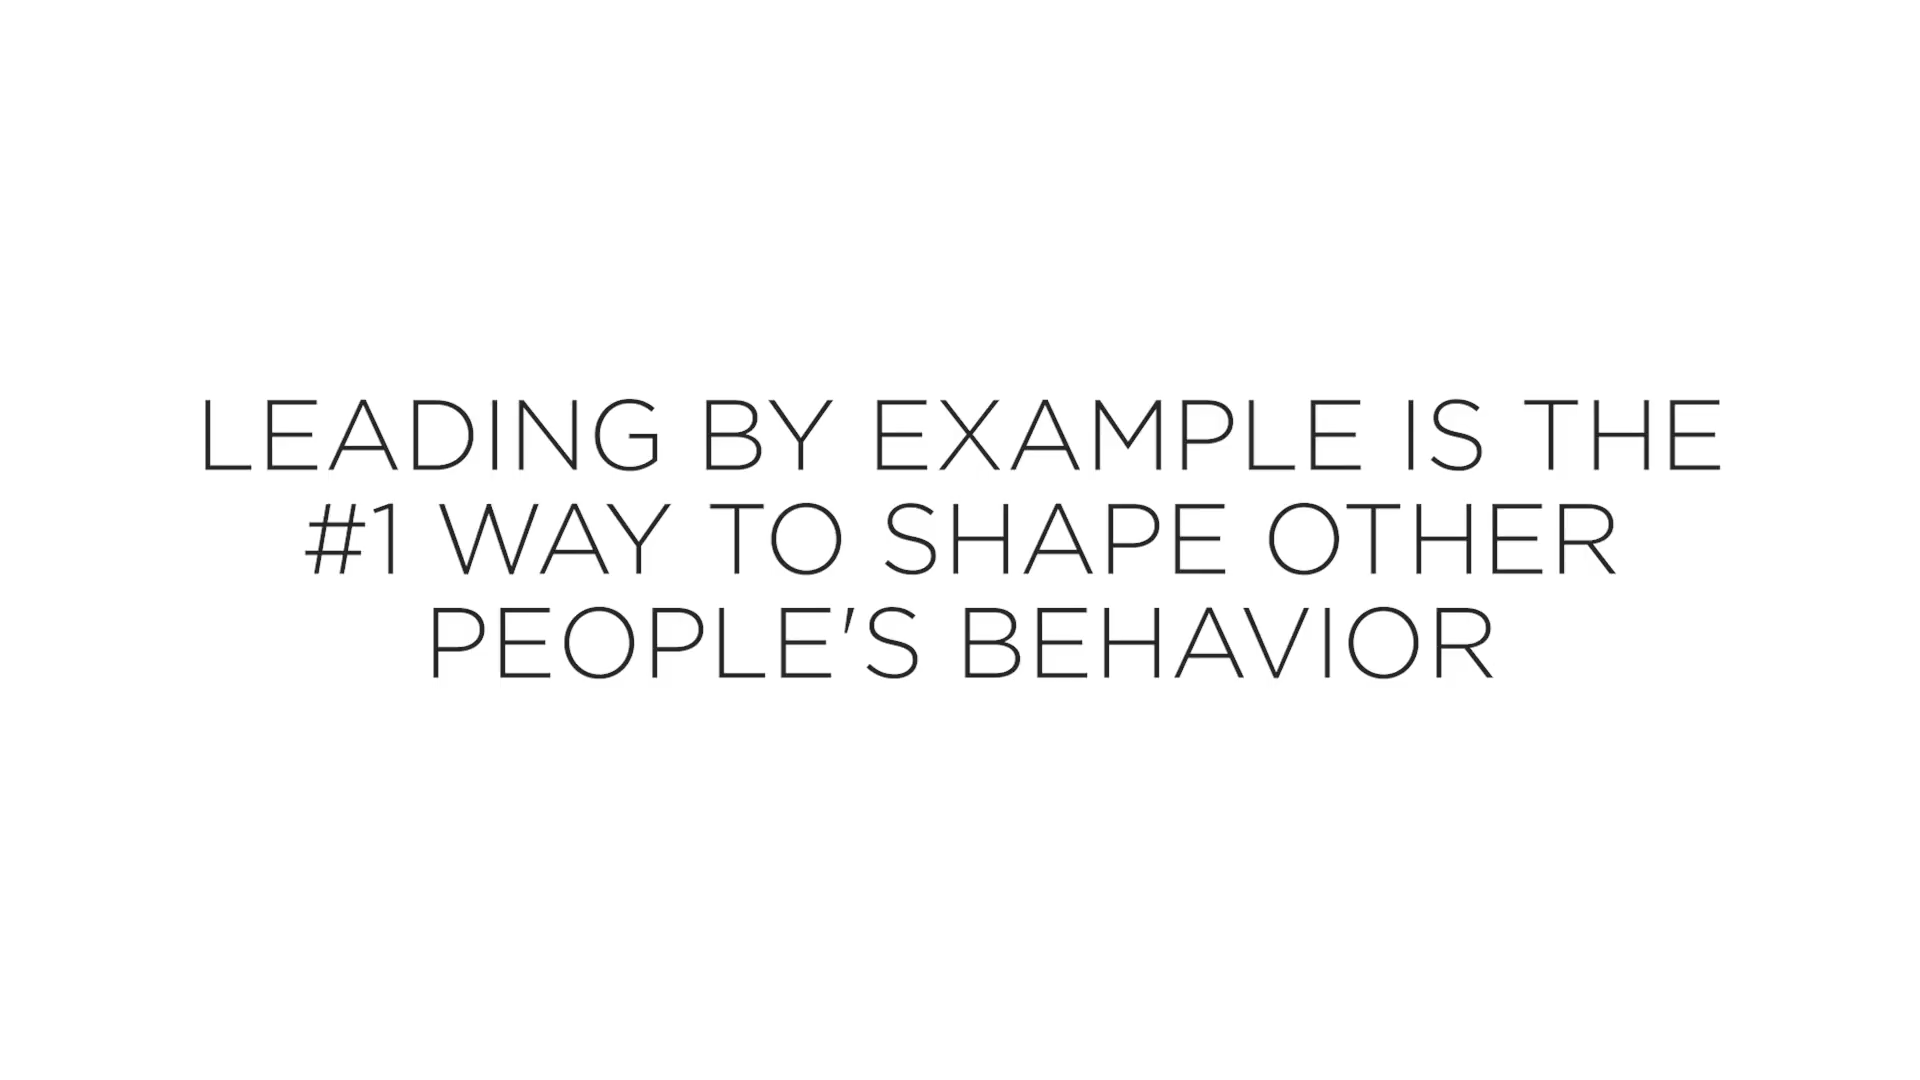 LEADING BY EXAMPLE IS THE
#1 WAY TO SHAPE OTHER
PEOPLE'S BEHAVIOR